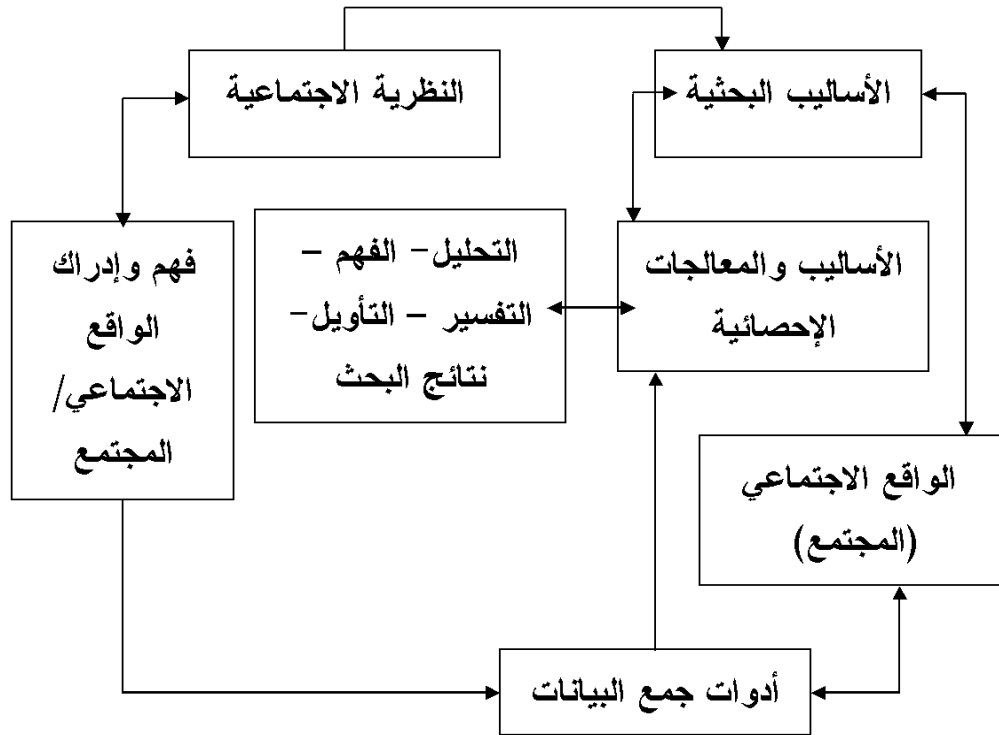 الأساليب البحثية
النظرية الاجتماعية
الأساليب والمعالجات
الإحصائية
التحليل- الفهم –
التفسير – التأويل-
نتائج البحث
فهم وإدراك
الواقع
الاجتماعي/
المجتمع
الواقع الاجتماعي
(المجتمع)
أدوات جمع البيانات